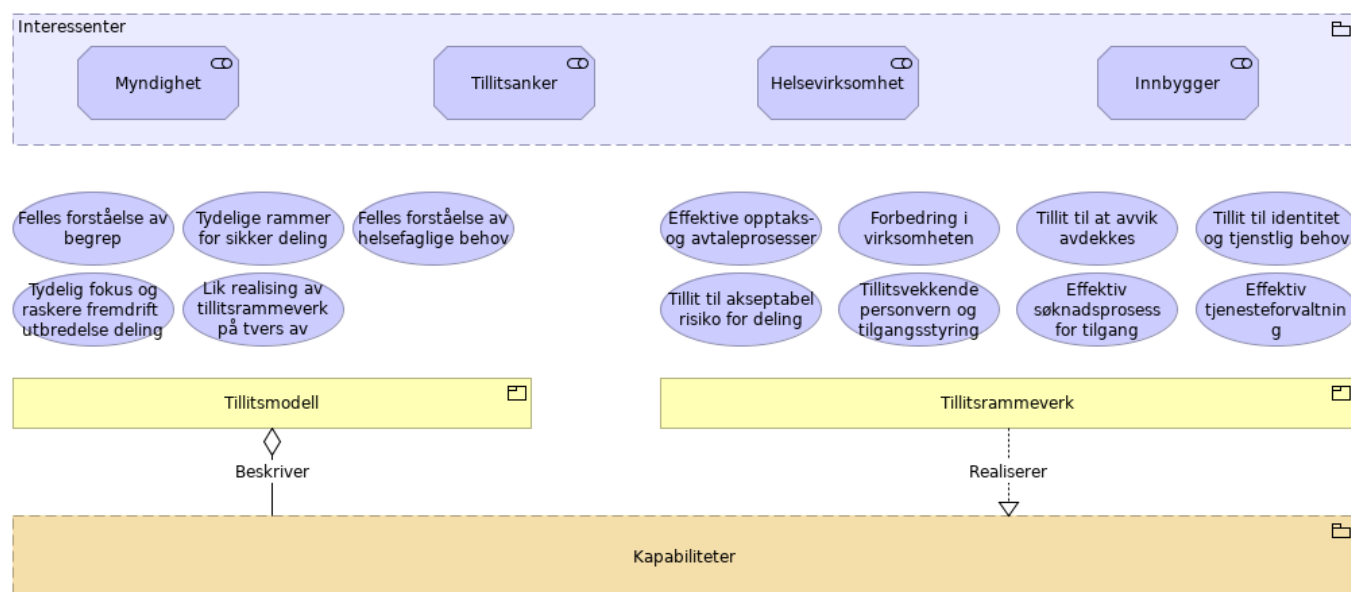 Interessenter
Myndighet
Tillitsanker
Helsevirksomhet
Innbygger
Felles forståelse av
begrep
Tydelige rammer
for sikker deling
Felles forståelse av
helsefaglige behov
Effektive opptaks-
og avtaleprosesser
Forbedring i
virksomheten
Tillit til at avvik
avdekkes
Tillit til identitet
og tjenstlig behov
Tydelig fokus og
raskere fremdrift
utbredelse deling
Lik realising av
tillitsrammeverk
på tvers av
Tillit til akseptabel
risiko for deling
Tillitsvekkende
personvern og
tilgangsstyring
Effektiv
søknadsprosess
for tilgang
Effektiv
tjenesteforvaltnin
g
Tillitsmodell
Tillitsrammeverk
Beskriver
Realiserer
Kapabiliteter